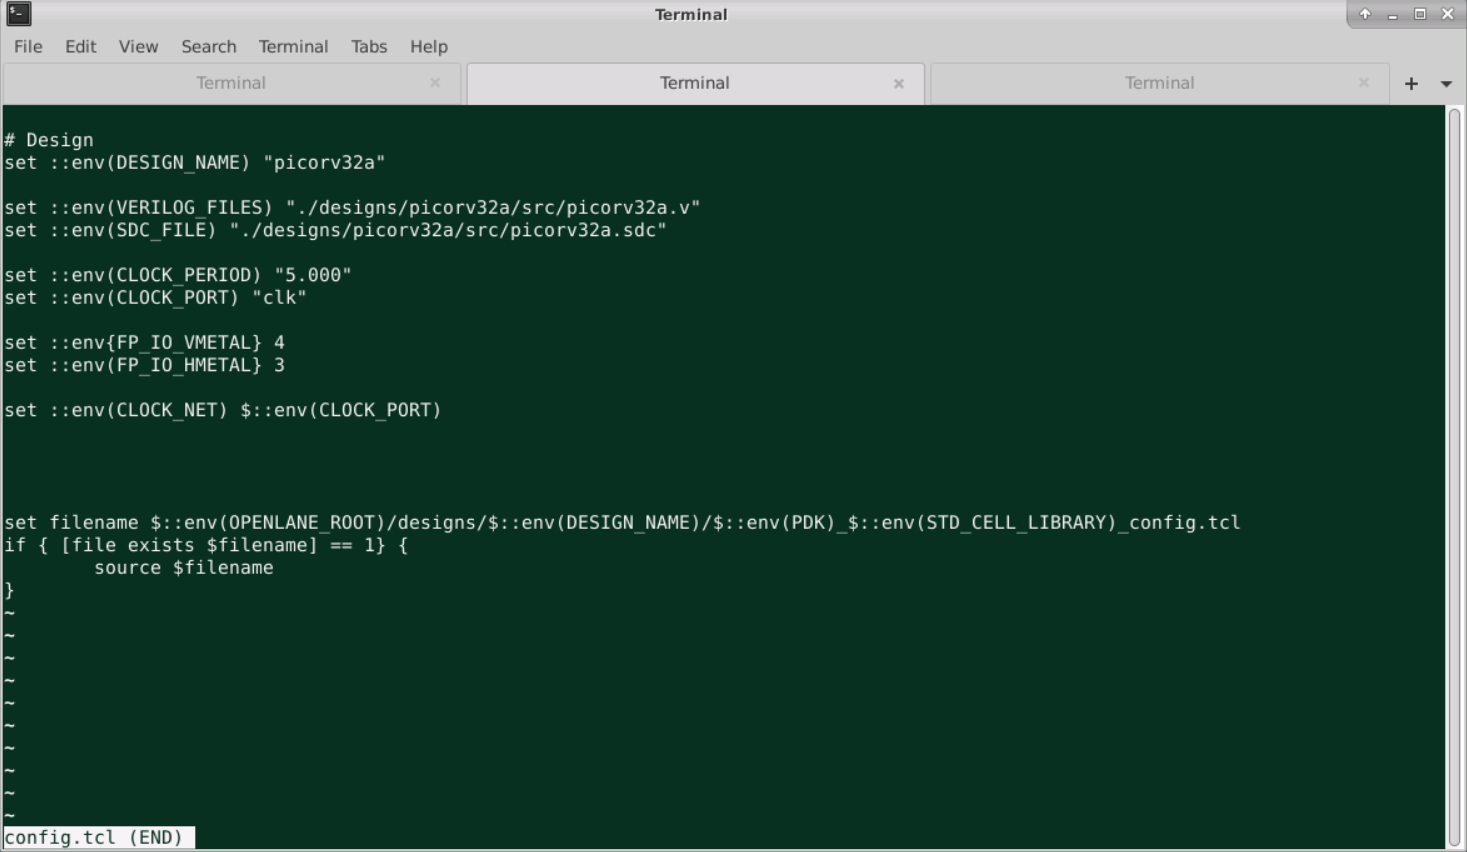 Terminal
File Edit View Search Terminal Tabs Help
Terminal Terminal Terminal
# Design
set ::env(DESIGN_NAME) "picorv32a"
set ::env(VERILOG_FILES) "./designs/picorv32a/src/picorv32a.v"
set ::env(SDC_FILE) "./designs/picorv32a/src/picorv32a.sdc"
set ::env(CLOCK_PERIOD) "5.000"
set ::env(CLOCK_PORT) "clk"
set ::env{FP_IO_VMETAL} 4
set ::env(FP_IO_HMETAL} 3
set ::env(CLOCK_NET) $::env(CLOCK_PORT)
set filename $::env(OPENLANE_ROOT)/designs/$::env(DESIGN_NAME)/$::env(PDK)_$::env(STD_CELL_LIBRARY)_config.tcl
if { [file exists $filename] == 1} {
        source $filename
}
~
~
~
~
~
~
~
~
~
~
config.tcl (END)